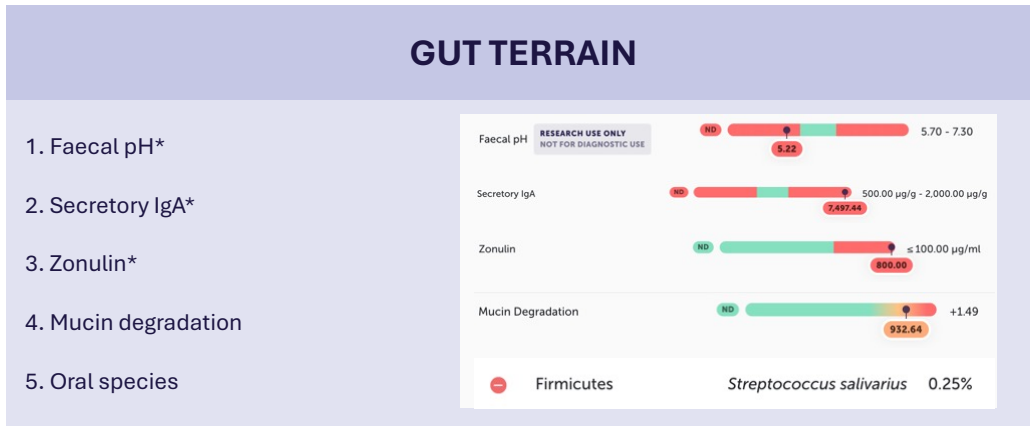 GUT TERRAIN
1. Faecal pH*
2. Secretory IgA*
3. Zonulin*
4. Mucin degradation
5. Oral species
Faecal pH RESEARCH USE ONLY NOT FOR DIAGNOSTIC USE ND 5.22 5.70 - 7.30
Secretory IgA ND 7,497.44 500.00 µg/g - 2,000.00 µg/g
Zonulin ND 800.00 ≤ 100.00 µg/ml
Mucin Degradation ND 932.64 +1.49
Firmicutes Streptococcus salivarius 0.25%